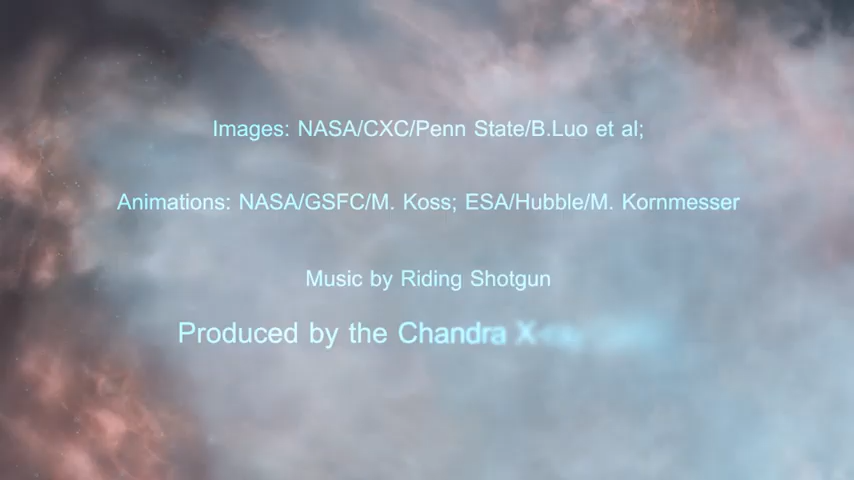 Images: NASA/CXC/Penn State/B.Luo et al;
Animations: NASA/GSFC/M. Koss; ESA/Hubble/M. Kornmesser
Music by Riding Shotgun
Produced by the Chandra